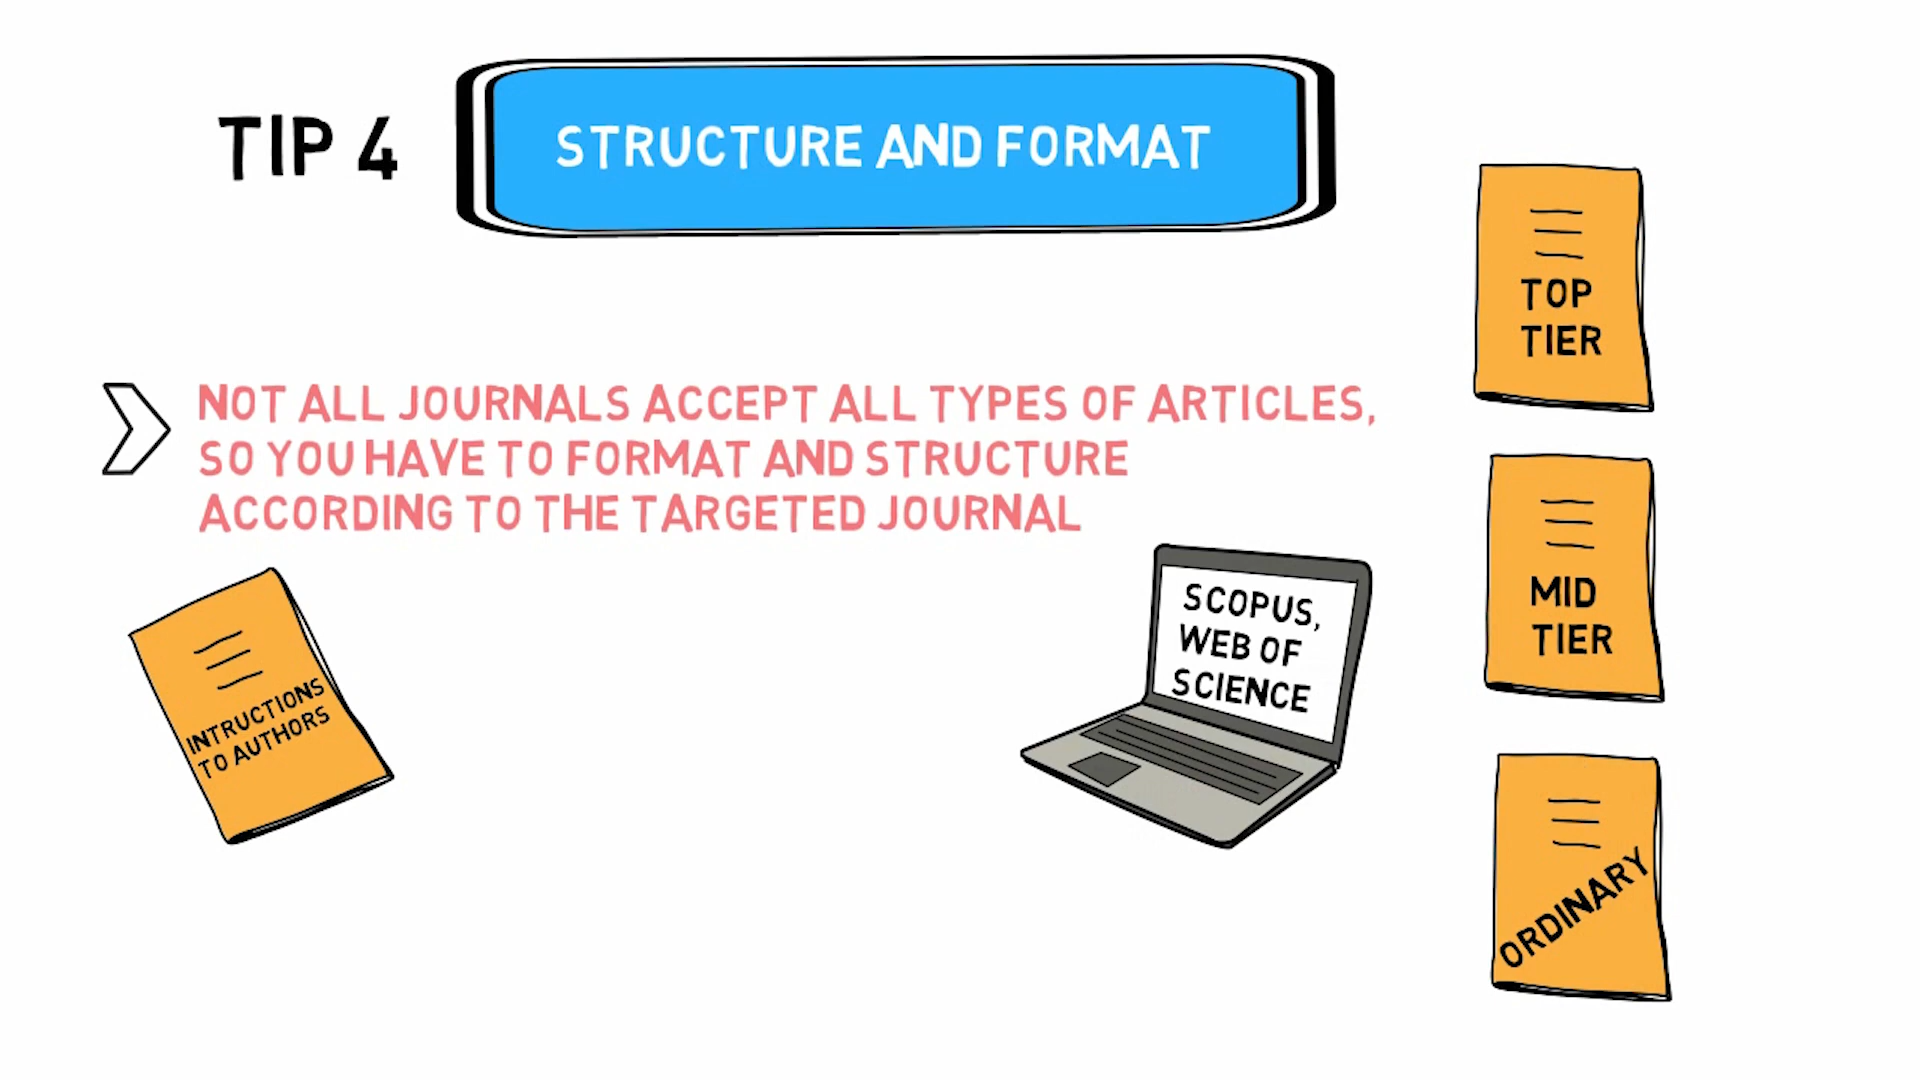 TIP 4
STRUCTURE AND FORMAT
NOT ALL JOURNALS ACCEPT ALL TYPES OF ARTICLES,
SO YOU HAVE TO FORMAT AND STRUCTURE
ACCORDING TO THE TARGETED JOURNAL
INTRUCTIONS
TO AUTHORS
SCOPUS,
WEB OF
SCIENCE
TOP
TIER
MID
TIER
ORDINARY